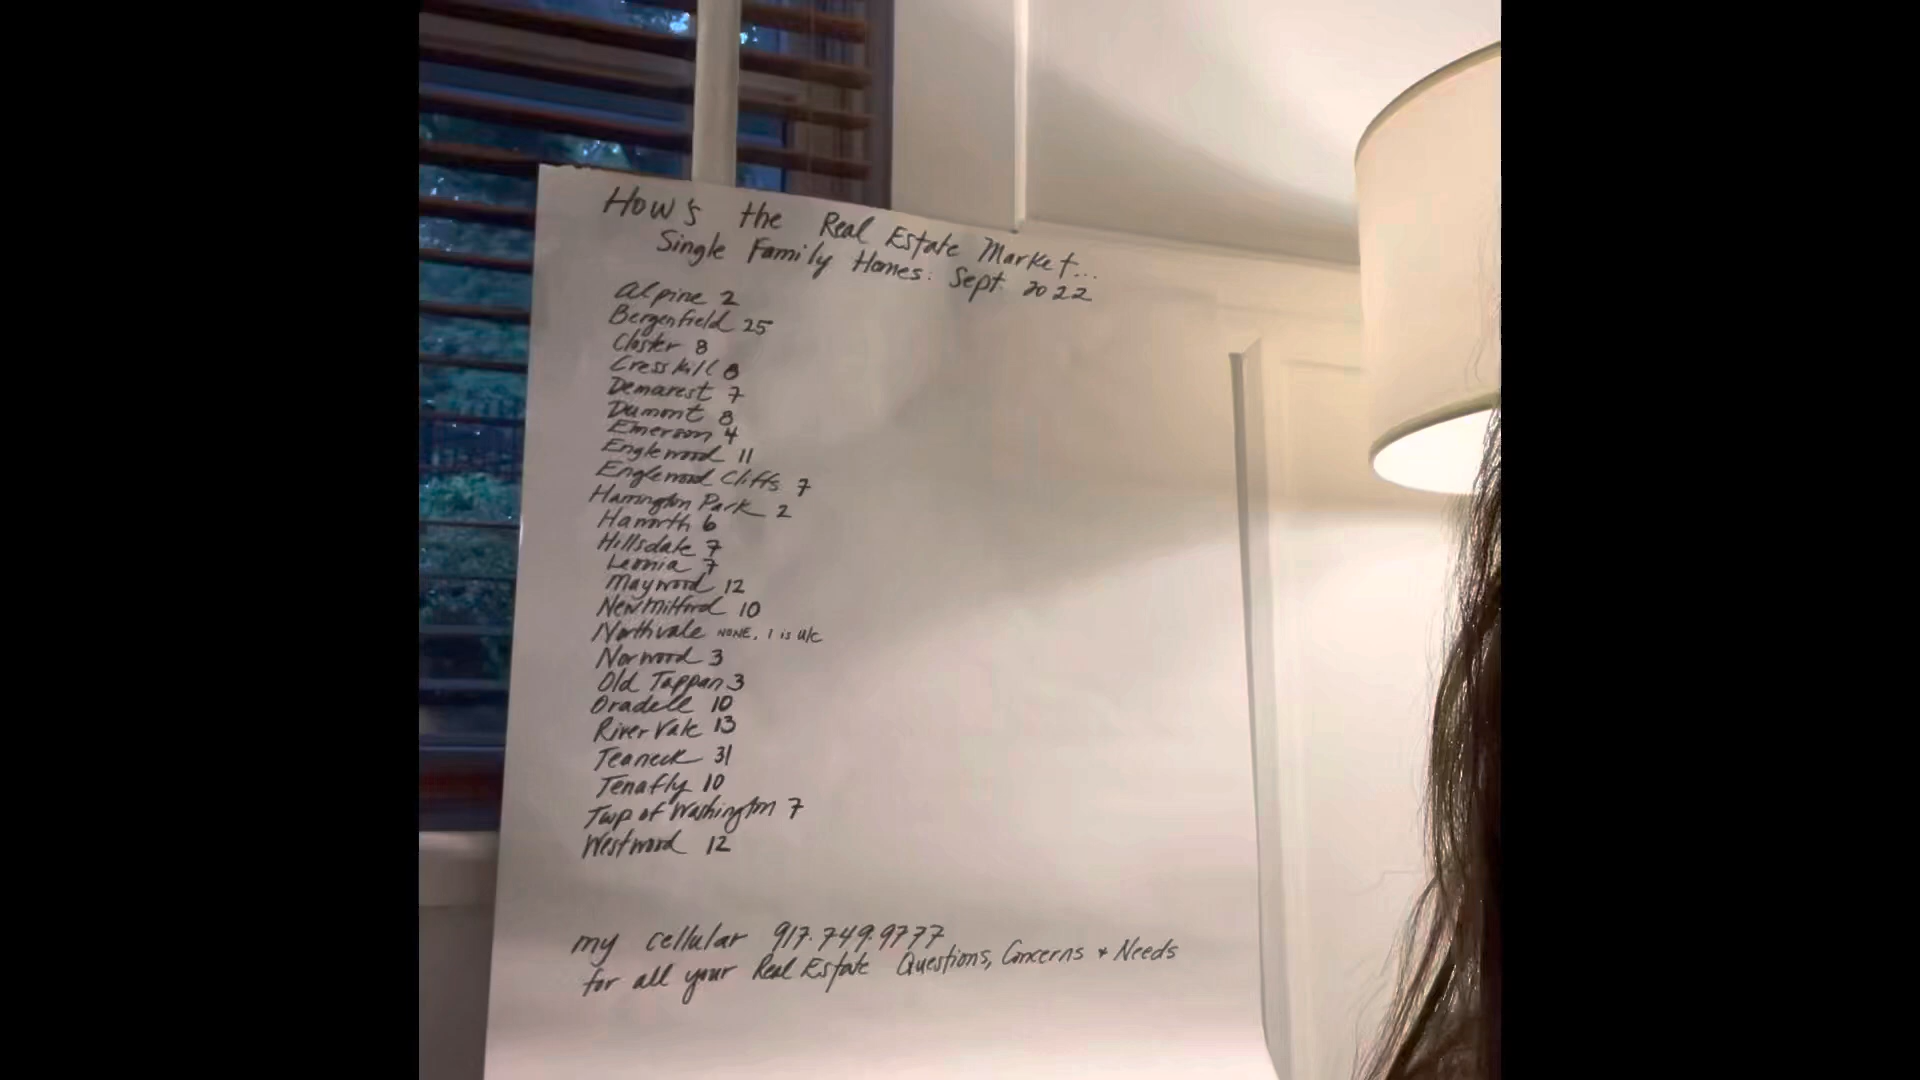 How's the Real Estate Market...
Single Family Homes: Sept 2022
Alpine 2
Bergenfield 25
Closter 8
Cresskill 8
Demarest 7
Dumont 8
Emerson 4
Englewood 11
Englewood Cliffs 7
Harrington Park 2
Haworth 6
Hillsdale 7
Leonia 7
Maywood 12
New Milford 10
Northvale NONE, 1 is u/c
Norwood 3
Old Tappan 3
Oradell 10
River Vale 13
Teaneck 31
Tenafly 10
Twp of Washington 7
Westwood 12
my cellular 917.749.9777
for all your Real Estate Questions, Concerns + Needs